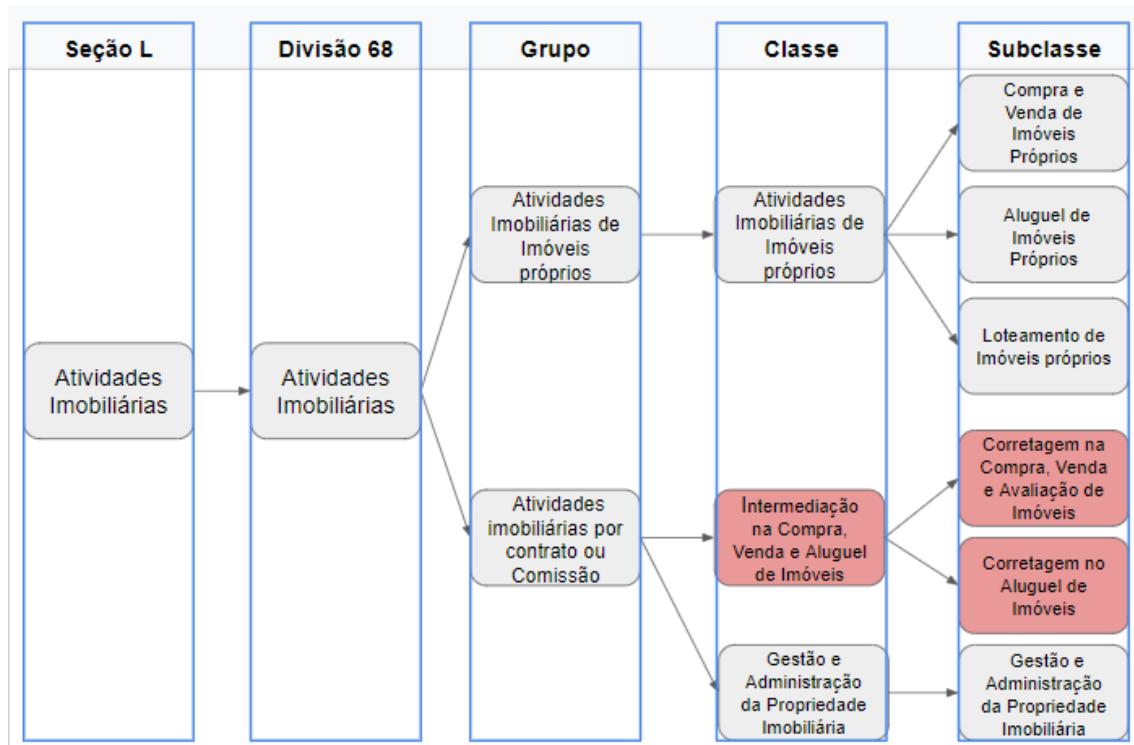 Seção L
Divisão 68
Grupo
Classe
Subclasse
Atividades
Imobiliárias
Atividades
Imobiliárias
Atividades
Imobiliárias de
Imóveis
próprios
Atividades
imobiliárias por
contrato ou
Comissão
Atividades
Imobiliárias de
Imóveis
próprios
Intermediação
na Compra,
Venda e Aluguel
de Imóveis
Gestão e
Administração
da Propriedade
Imobiliária
Compra e
Venda de
Imóveis
Próprios
Aluguel de
Imóveis
Próprios
Loteamento de
Imóveis próprios
Corretagem na
Compra, Venda
e Avaliação de
Imóveis
Corretagem no
Aluguel de
Imóveis
Gestão e
Administração
da Propriedade
Imobiliária